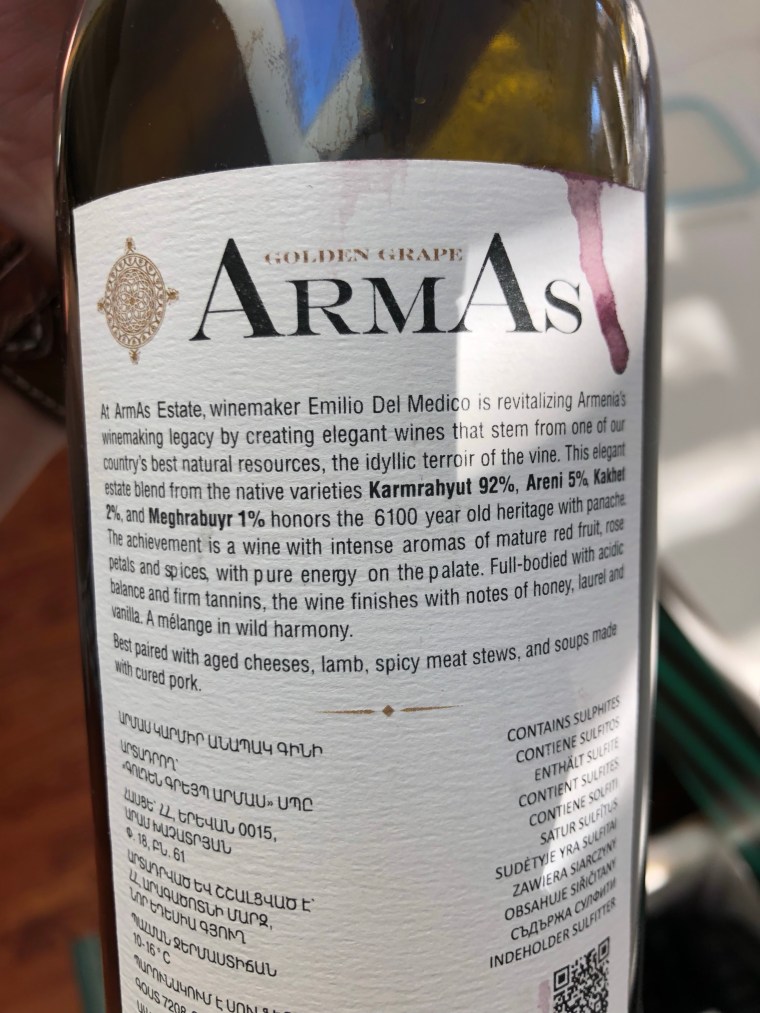 GOLDEN GRAPE
ARMAS
At ArmAs Estate, winemaker Emilio Del Medico is revitalizing Armenia's
winemaking legacy by creating elegant wines that stem from one of our
country's best natural resources, the idyllic terroir of the vine. This elegant
estate blend from the native varieties Karmrahyut 92%, Areni 5%, Kakhet
2%, and Meghrabuyr 1% honors the 6100 year old heritage with panache.
The achievement is a wine with intense aromas of mature red fruit, rose
petals and spices, with pure energy on the palate. Full-bodied with acidic
balance and firm tannins, the wine finishes with notes of honey, laurel and
vanilla. A mélange in wild harmony.
Best paired with aged cheeses, lamb, spicy meat stews, and soups made
with cured pork.
ԱՐՄԱՍ ԿԱՐՄԻՐ ԱՆԱՊԱԿ ԳԻՆԻ
ԱՐՏԱԴՐՈՂ՝
«ԳՈԼԴԵՆ ԳՐԵՅՊ ԱՐՄԱՍ» ՍՊԸ
ՀԱՍՑԵ՝ ՀՀ, ԵՐԵՎԱՆ 0015,
ԱՐԱՄ ԽԱՉԱՏՐՅԱՆ
Փ. 18, ԲՆ. 61
ԱՐՏԱԴՐՎԱԾ ԵՎ ՇՇԱԼՑՎԱԾ Է՝
ՀՀ ԱՐԱԳԱԾՈՏՆԻ ՄԱՐԶ,
ՆՈՐ ԵԴԵՍԻԱ ԳՅՈՒՂ
ՊԱՀՄԱՆ ՋԵՐՄԱՍՏԻՃԱՆ
10-16°C
ՊԱՐՈՒՆԱԿՈՒՄ Է
ԳՕՍՏ 7208
CONTAINS SULPHITES
CONTIENE SULFITOS
ENTHÄLT SULFITE
CONTIENT SULFITES
CONTIENE SOLFITI
SATUR SULFĪTUS
SUDĖTYJE YRA SULFITAI
ZAWIERA SIARCZYNY
OBSAHUJE SIŘIČITANY
СЪДЪРЖА СУЛФИТИ
INDEHOLDER SULFITTER